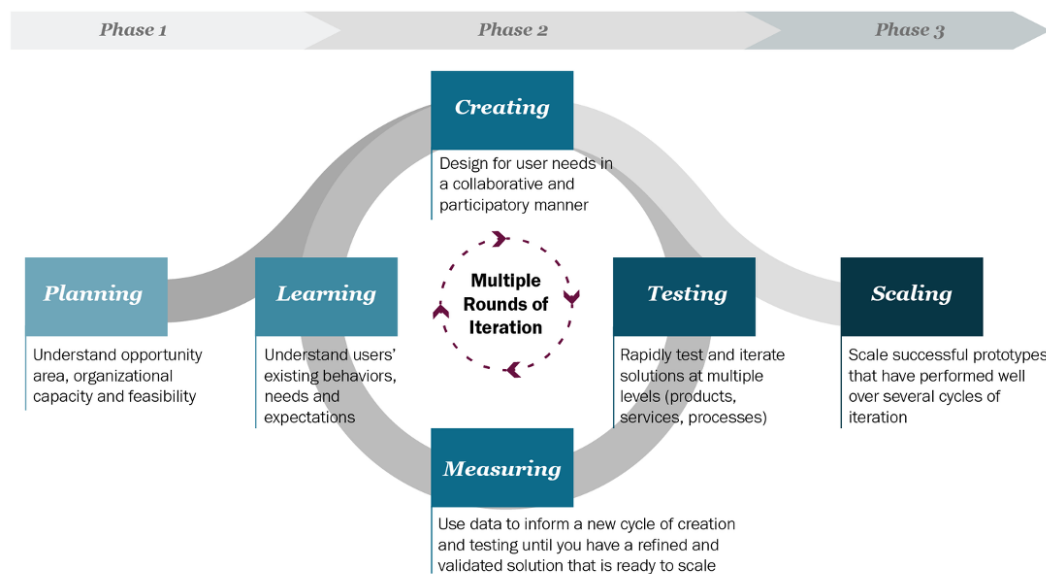 Phase 1
Phase 2
Phase 3
Creating
Design for user needs in
a collaborative and
participatory manner
Planning
Understand opportunity
area, organizational
capacity and feasibility
Learning
Understand users'
existing behaviors,
needs and
expectations
Multiple
Rounds of
Iteration
Testing
Rapidly test and iterate
solutions at multiple
levels (products,
services, processes)
Scaling
Scale successful prototypes
that have performed well
over several cycles of
iteration
Measuring
Use data to inform a new cycle of creation
and testing until you have a refined and
validated solution that is ready to scale